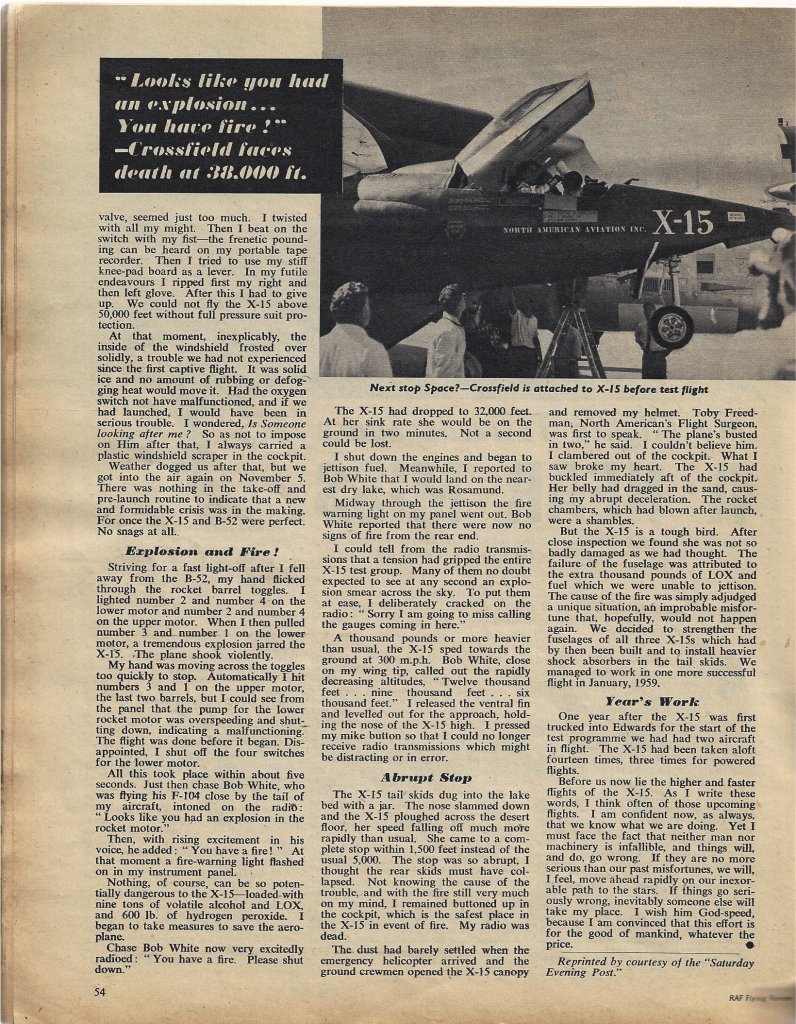 "Looks like you had
an explosion...
You have fire!"
—Crossfield faces
death at 38,000 ft.
NORTH AMERICAN AVIATION INC.
X-15
Next stop Space?—Crossfield is attached to X-15 before test flight
valve, seemed just too much. I twisted
with all my might. Then I beat on the
switch with my fist—the frenetic pound-
ing can be heard on my portable tape
recorder. Then I tried to use my stiff
knee-pad board as a lever. In my futile
endeavours I ripped first my right and
then left glove. After this I had to give
up. We could not fly the X-15 above
50,000 feet without full pressure suit pro-
tection.
At that moment, inexplicably, the
inside of the windshield frosted over
solidly, a trouble we had not experienced
since the first captive flight. It was solid
ice and no amount of rubbing or defog-
ging heat would move it. Had the oxygen
switch not have malfunctioned, and if we
had launched, I would have been in
serious trouble. I wondered, Is Someone
looking after me? So as not to impose
on Him after that, I always carried a
plastic windshield scraper in the cockpit.
Weather dogged us after that, but we
got into the air again on November 5.
There was nothing in the take-off and
pre-launch routine to indicate that a new
and formidable crisis was in the making.
For once the X-15 and B-52 were perfect.
No snags at all.
Explosion and Fire!
Striving for a fast light-off after I fell
away from the B-52, my hand flicked
through the rocket barrel toggles. I
lighted number 2 and number 4 on the
lower motor and number 2 and number 4
on the upper motor. When I then pulled
number 3 and number 1 on the lower
motor, a tremendous explosion jarred the
X-15. The plane shook violently.
My hand was moving across the toggles
too quickly to stop. Automatically I hit
numbers 3 and 1 on the upper motor,
the last two barrels, but I could see from
the panel that the pump for the lower
rocket motor was overspeeding and shut-
ting down, indicating a malfunctioning.
The flight was done before it began. Dis-
appointed, I shut off the four switches
for the lower motor.
All this took place within about five
seconds. Just then chase Bob White, who
was flying his F-104 close by the tail of
my aircraft, intoned on the radio:
"Looks like you had an explosion in the
rocket motor."
Then, with rising excitement in his
voice, he added: "You have a fire!" At
that moment a fire-warning light flashed
on in my instrument panel.
Nothing, of course, can be so poten-
tially dangerous to the X-15—loaded with
nine tons of volatile alcohol and LOX,
and 600 lb. of hydrogen peroxide. I
began to take measures to save the aero-
plane.
Chase Bob White now very excitedly
radioed: "You have a fire. Please shut
down."
The X-15 had dropped to 32,000 feet.
At her sink rate she would be on the
ground in two minutes. Not a second
could be lost.
I shut down the engines and began to
jettison fuel. Meanwhile, I reported to
Bob White that I would land on the near-
est dry lake, which was Rosamund.
Midway through the jettison the fire
warning light on my panel went out. Bob
White reported that there were now no
signs of fire from the rear end.
I could tell from the radio transmis-
sions that a tension had gripped the entire
X-15 test group. Many of them no doubt
expected to see at any second an explo-
sion smear across the sky. To put them
at ease, I deliberately cracked on the
radio: "Sorry I am going to miss calling
the gauges coming in here."
A thousand pounds or more heavier
than usual, the X-15 sped towards the
ground at 300 m.p.h. Bob White, close
on my wing tip, called out the rapidly
decreasing altitudes, "Twelve thousand
feet . . . nine thousand feet . . . six
thousand feet." I released the ventral fin
and levelled out for the approach, hold-
ing the nose of the X-15 high. I pressed
my mike button so that I could no longer
receive radio transmissions which might
be distracting or in error.
Abrupt Stop
The X-15 tail skids dug into the lake
bed with a jar. The nose slammed down
and the X-15 ploughed across the desert
floor, her speed falling off much more
rapidly than usual. She came to a com-
plete stop within 1,500 feet instead of the
usual 5,000. The stop was so abrupt, I
thought the rear skids must have col-
lapsed. Not knowing the cause of the
trouble, and with the fire still very much
on my mind, I remained buttoned up in
the cockpit, which is the safest place in
the X-15 in event of fire. My radio was
dead.
The dust had barely settled when the
emergency helicopter arrived and the
ground crewmen opened the X-15 canopy
and removed my helmet. Toby Freed-
man, North American's Flight Surgeon,
was first to speak. "The plane's busted
in two," he said. I couldn't believe him.
I clambered out of the cockpit. What I
saw broke my heart. The X-15 had
buckled immediately aft of the cockpit.
Her belly had dragged in the sand, caus-
ing my abrupt deceleration. The rocket
chambers, which had blown after launch,
were a shambles.
But the X-15 is a tough bird. After
close inspection we found she was not so
badly damaged as we had thought. The
failure of the fuselage was attributed to
the extra thousand pounds of LOX and
fuel which we were unable to jettison.
The cause of the fire was simply adjudged
a unique situation, an improbable misfor-
tune that, hopefully, would not happen
again. We decided to strengthen the
fuselages of all three X-15s which had
by then been built and to install heavier
shock absorbers in the tail skids. We
managed to work in one more successful
flight in January, 1959.
Year's Work
One year after the X-15 was first
trucked into Edwards for the start of the
test programme we had had two aircraft
in flight. The X-15 had been taken aloft
fourteen times, three times for powered
flights.
Before us now lie the higher and faster
flights of the X-15. As I write these
words, I think often of those upcoming
flights. I am confident now, as always,
that we know what we are doing. Yet I
must face the fact that neither man nor
machinery is infallible, and things will,
and do, go wrong. If they are no more
serious than our past misfortunes, we will,
I feel, move ahead rapidly on our inexor-
able path to the stars. If things go seri-
ously wrong, inevitably someone else will
take my place. I wish him God-speed,
because I am convinced that this effort is
for the good of mankind, whatever the
price.
Reprinted by courtesy of the "Saturday
Evening Post."
54
RAF Flying Review